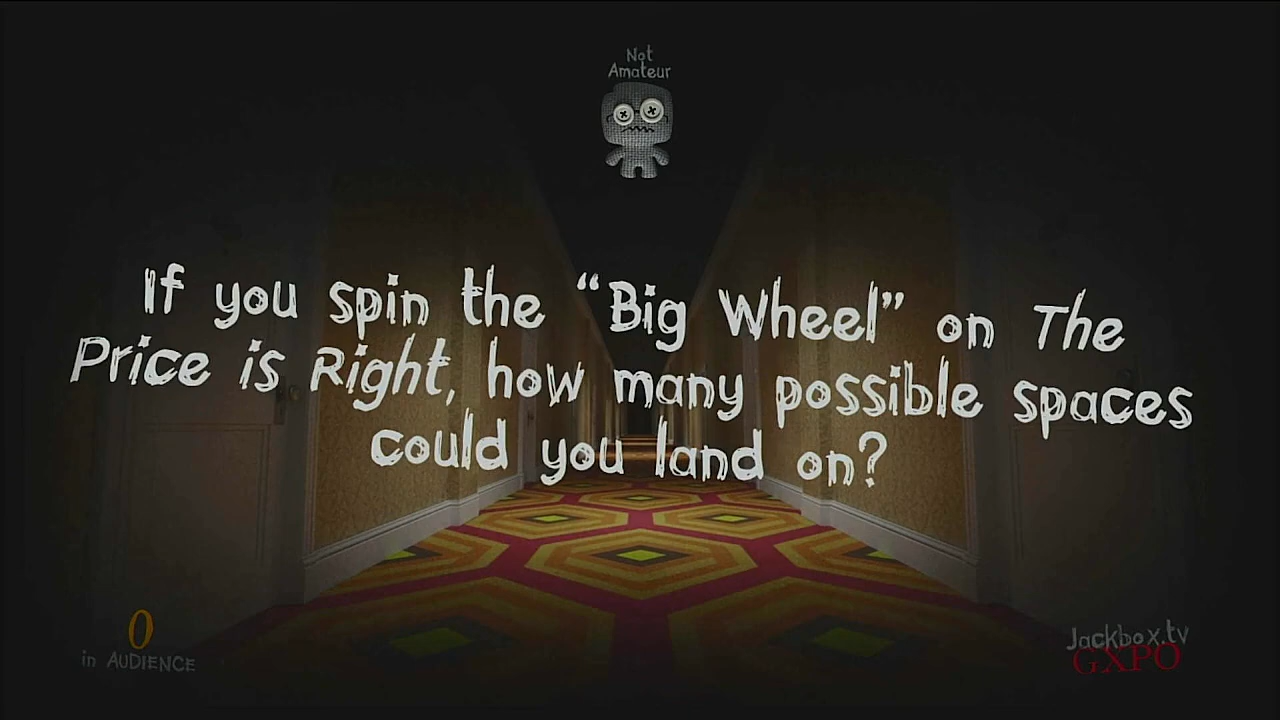 Not
Amateur
If you spin the “Big Wheel” on The
Price is Right, how many possible spaces
could you land on?
0
in AUDIENCE
Jackbox.tv
GXPO